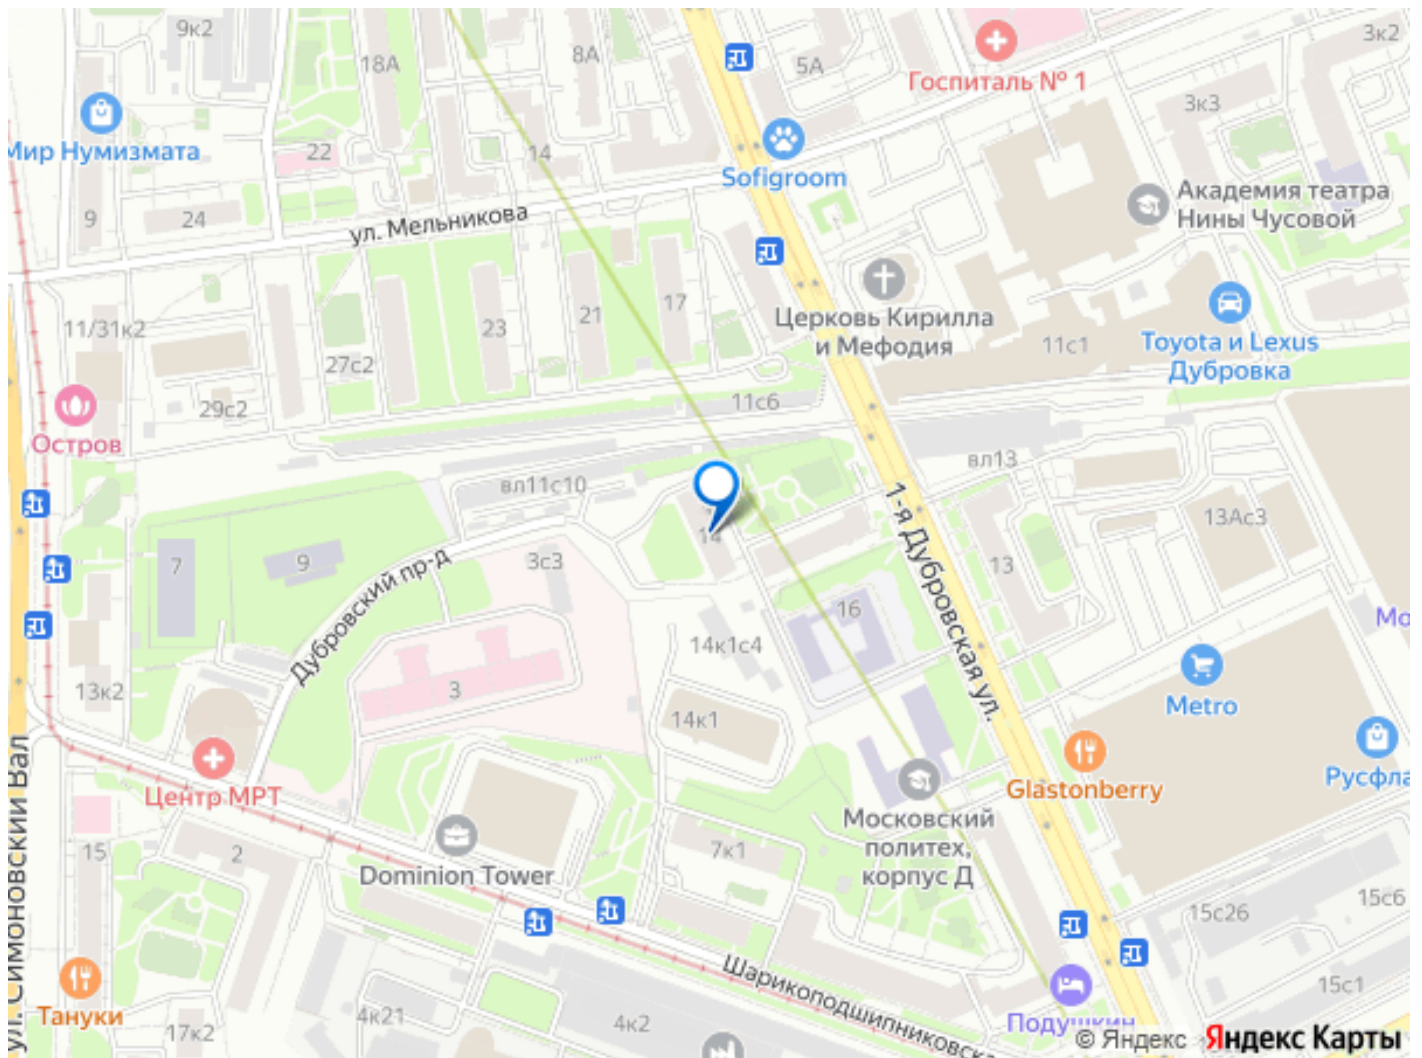 9к2
18А
8А
5А
Госпиталь № 1
3к2
3к3
Мир Нумизмата
22
14
Sofigroom
Академия театра
Нины Чусовой
9
24
ул. Мельникова
11/31к2
23
21
17
Церковь Кирилла
и Мефодия
11с1
Toyota и Lexus
Дубровка
27с2
29с2
11с6
Остров
вл11с10
вл13
1-я Дубровская ул.
13Ас3
14
7
9
3с3
13
Дубровский пр-д
16
14к1с4
13к2
3
14к1
Metro
Центр МРТ
Glastonberry
Русфла
Московский
политех,
корпус Д
15
2
Dominion Tower
7к1
ул. Симоновский Вал
15с26
15с6
Шарикоподшипниковска
15с1
Тануки
17к2
4к21
4к2
Подушкин
© Яндекс Яндекс Карты